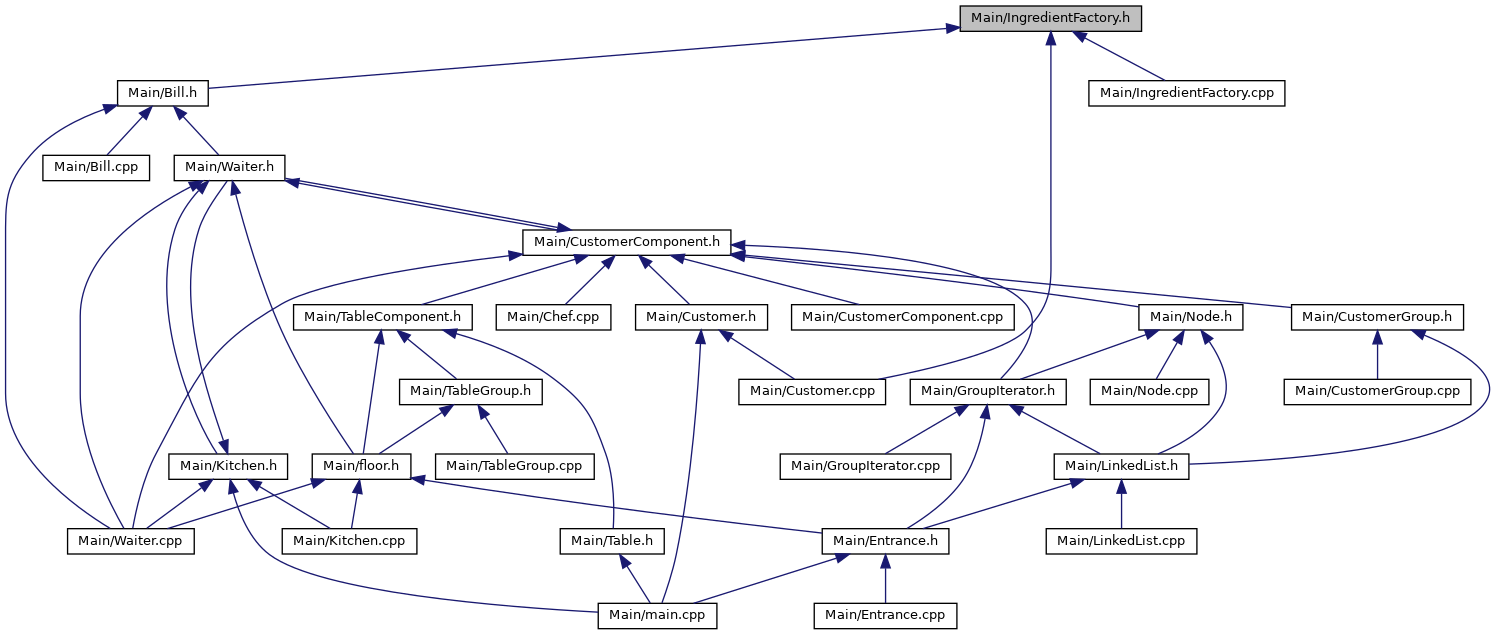 Main/IngredientFactory.h
Main/Bill.h
Main/IngredientFactory.cpp
Main/Bill.cpp
Main/Waiter.h
Main/CustomerComponent.h
Main/TableComponent.h
Main/Chef.cpp
Main/Customer.h
Main/CustomerComponent.cpp
Main/Node.h
Main/CustomerGroup.h
Main/TableGroup.h
Main/Customer.cpp
Main/GroupIterator.h
Main/Node.cpp
Main/CustomerGroup.cpp
Main/Kitchen.h
Main/floor.h
Main/TableGroup.cpp
Main/GroupIterator.cpp
Main/LinkedList.h
Main/Waiter.cpp
Main/Kitchen.cpp
Main/Table.h
Main/Entrance.h
Main/LinkedList.cpp
Main/main.cpp
Main/Entrance.cpp